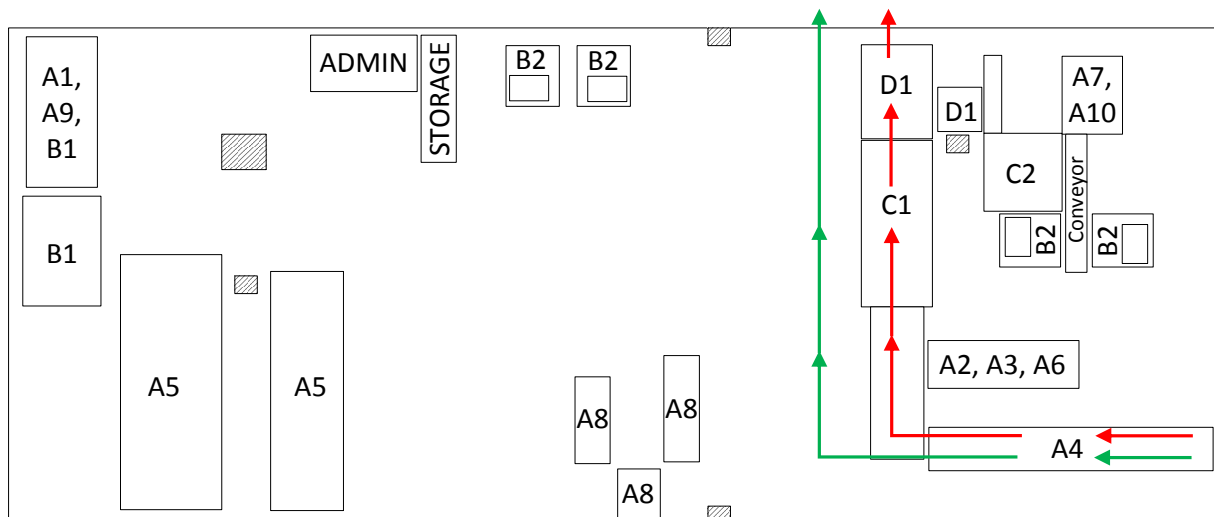 A1,
A9,
B1
ADMIN
STORAGE
B2
B2
D1
D1
A7,
A10
C2
C1
Conveyor
B2
B2
B1
A5
A5
A8
A8
A8
A2, A3, A6
A4